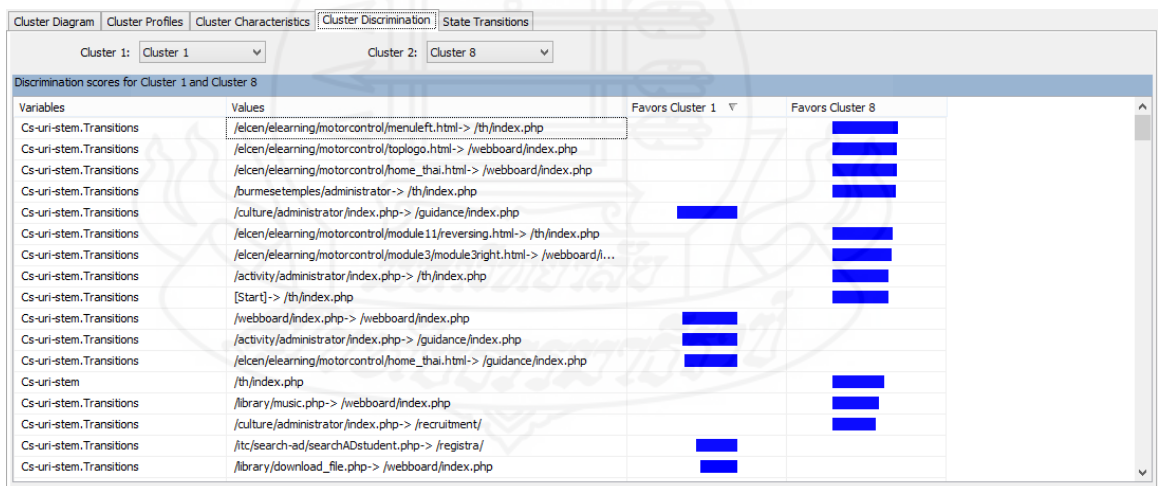 Cluster Diagram Cluster Profiles Cluster Characteristics Cluster Discrimination State Transitions
Cluster 1: Cluster 1 Cluster 2: Cluster 8
Discrimination scores for Cluster 1 and Cluster 8
Variables Values Favors Cluster 1 Favors Cluster 8
Cs-uri-stem.Transitions /elcen/elearning/motorcontrol/menuleft.html-> /th/index.php
Cs-uri-stem.Transitions /elcen/elearning/motorcontrol/toplogo.html-> /webboard/index.php
Cs-uri-stem.Transitions /elcen/elearning/motorcontrol/home_thai.html-> /webboard/index.php
Cs-uri-stem.Transitions /burmesetemples/administrator-> /th/index.php
Cs-uri-stem.Transitions /culture/administrator/index.php-> /guidance/index.php
Cs-uri-stem.Transitions /elcen/elearning/motorcontrol/module11/reversing.html-> /th/index.php
Cs-uri-stem.Transitions /elcen/elearning/motorcontrol/module3/module3right.html-> /webboard/i...
Cs-uri-stem.Transitions /activity/administrator/index.php-> /th/index.php
Cs-uri-stem.Transitions [Start]-> /th/index.php
Cs-uri-stem.Transitions /webboard/index.php-> /webboard/index.php
Cs-uri-stem.Transitions /activity/administrator/index.php-> /guidance/index.php
Cs-uri-stem.Transitions /elcen/elearning/motorcontrol/home_thai.html-> /guidance/index.php
Cs-uri-stem /th/index.php
Cs-uri-stem.Transitions /library/music.php-> /webboard/index.php
Cs-uri-stem.Transitions /culture/administrator/index.php-> /recruitment/
Cs-uri-stem.Transitions /itc/search-ad/searchADstudent.php-> /registra/
Cs-uri-stem.Transitions /library/download_file.php-> /webboard/index.php